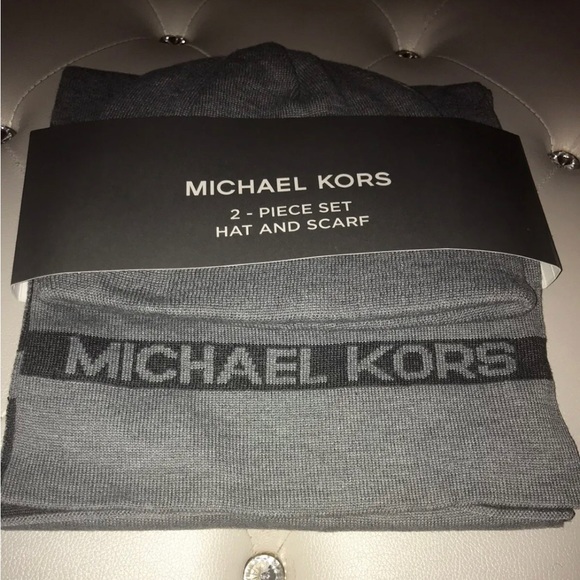 MICHAEL KORS
2 - PIECE SET
HAT AND SCARF
MICHAEL KORS